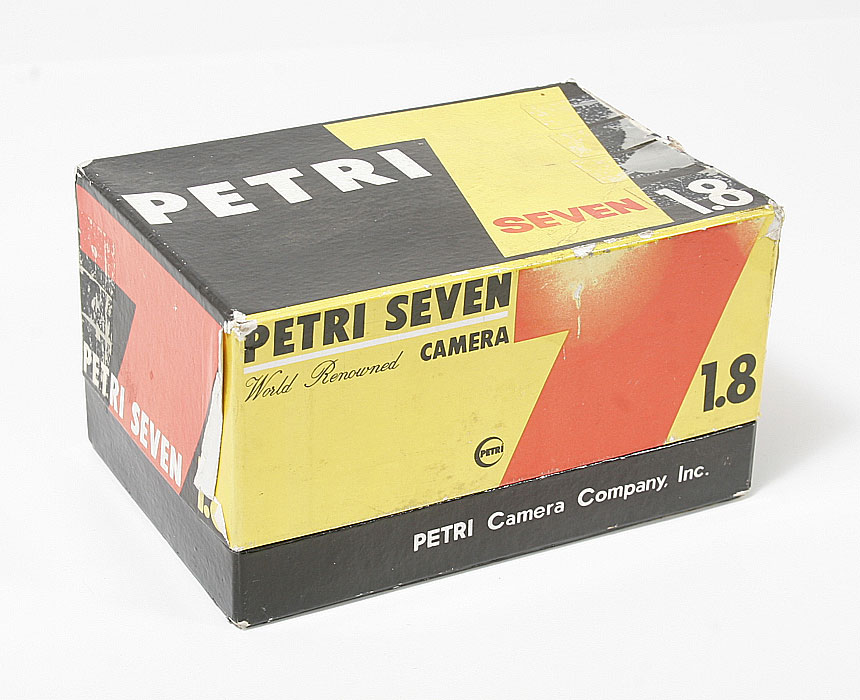 PETRI
SEVEN
1.8
PETRI SEVEN
CAMERA
World Renowned
1.8
PETRI
PETRI Camera Company, Inc.
PETRI SEVEN